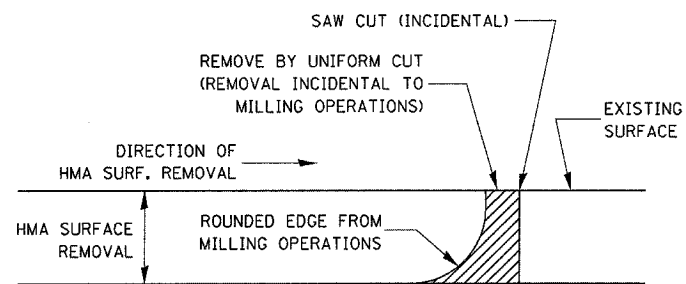 SAW CUT (INCIDENTAL)
REMOVE BY UNIFORM CUT
(REMOVAL INCIDENTAL TO
MILLING OPERATIONS)
EXISTING
SURFACE
DIRECTION OF
HMA SURF. REMOVAL
HMA SURFACE
REMOVAL
ROUNDED EDGE FROM
MILLING OPERATIONS